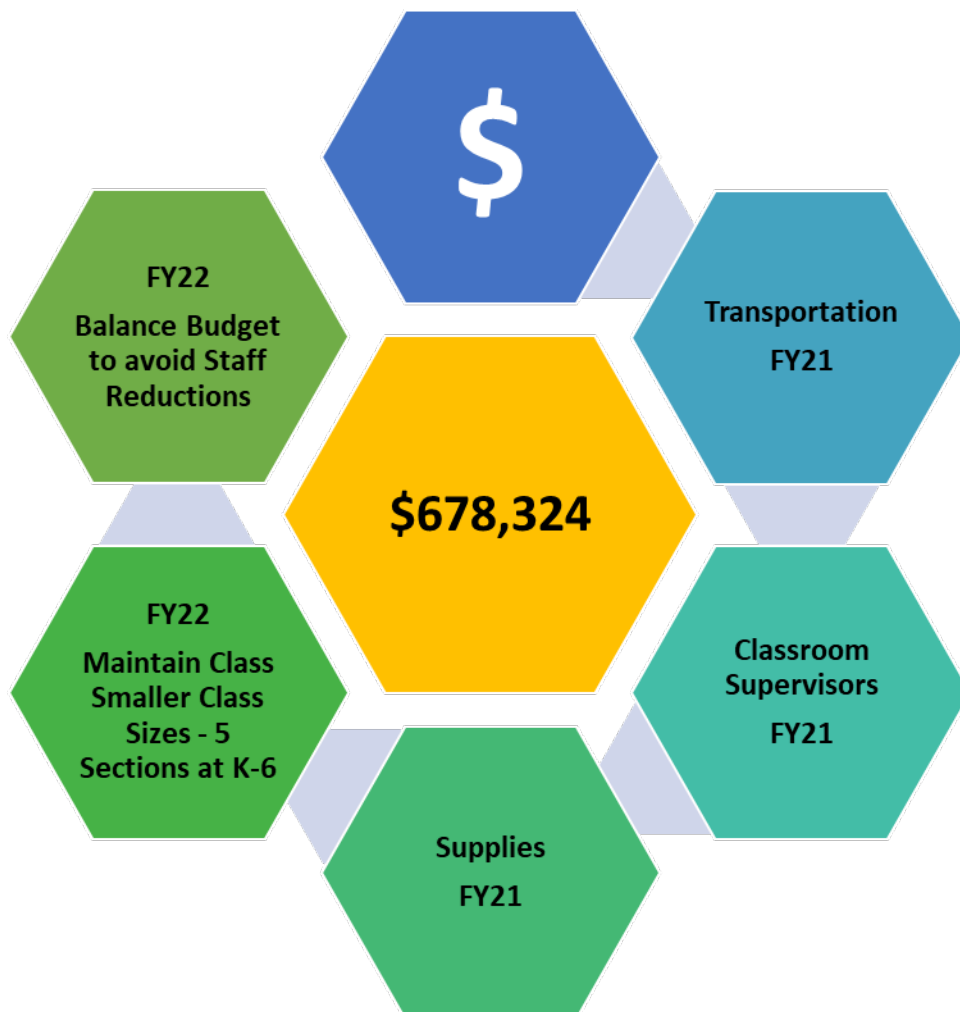 $
Transportation
FY21
Classroom
Supervisors
FY21
Supplies
FY21
FY22
Maintain Class
Smaller Class
Sizes - 5
Sections at K-6
FY22
Balance Budget
to avoid Staff
Reductions
$678,324